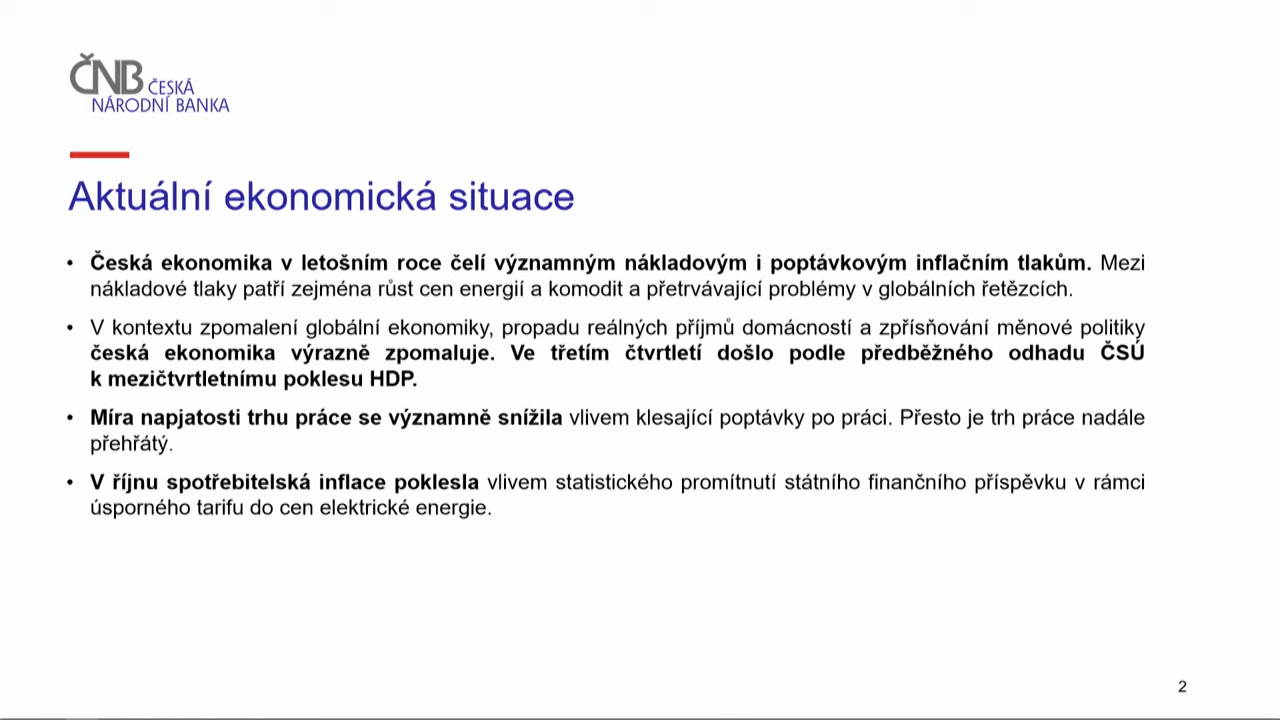 ČNB ČESKÁ
NÁRODNÍ BANKA
Aktuální ekonomická situace
• Česká ekonomika v letošním roce čelí významným nákladovým i poptávkovým inflačním tlakům. Mezi
nákladové tlaky patří zejména růst cen energií a komodit a přetrvávající problémy v globálních řetězcích.
• V kontextu zpomalení globální ekonomiky, propadu reálných příjmů domácností a zpřísňování měnové politiky
česká ekonomika výrazně zpomaluje. Ve třetím čtvrtletí došlo podle předběžného odhadu ČSÚ
k mezičtvrtletnímu poklesu HDP.
• Míra napjatosti trhu práce se významně snížila vlivem klesající poptávky po práci. Přesto je trh práce nadále
přehřátý.
• V říjnu spotřebitelská inflace poklesla vlivem statistického promítnutí státního finančního příspěvku v rámci
úsporného tarifu do cen elektrické energie.
2